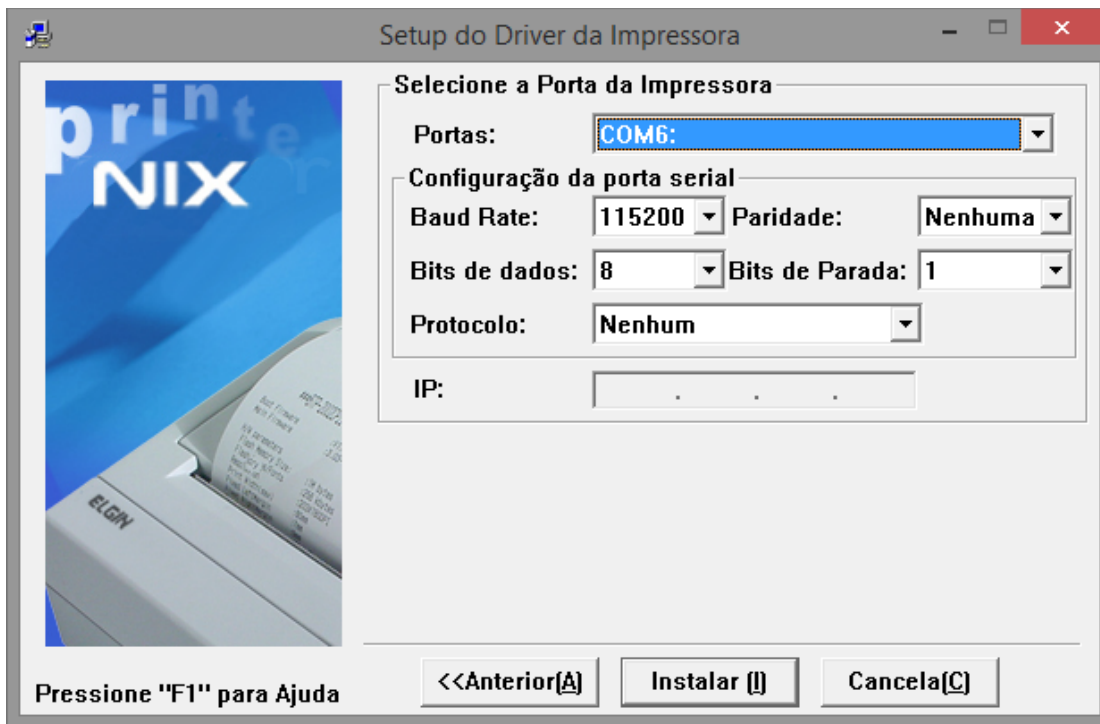 Setup do Driver da Impressora
printer
NIX
ELGIN
Selecione a Porta da Impressora
Portas: COM6:
Configuração da porta serial
Baud Rate: 115200 Paridade: Nenhuma
Bits de dados: 8 Bits de Parada: 1
Protocolo: Nenhum
IP: . . .
Pressione "F1" para Ajuda
<<Anterior(A) Instalar (I) Cancela(C)